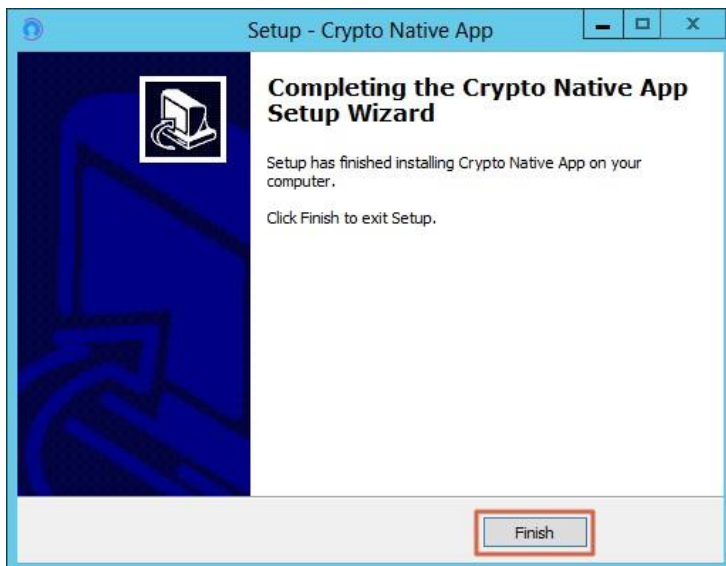 Setup - Crypto Native App
Completing the Crypto Native App
Setup Wizard
Setup has finished installing Crypto Native App on your
computer.
Click Finish to exit Setup.
Finish